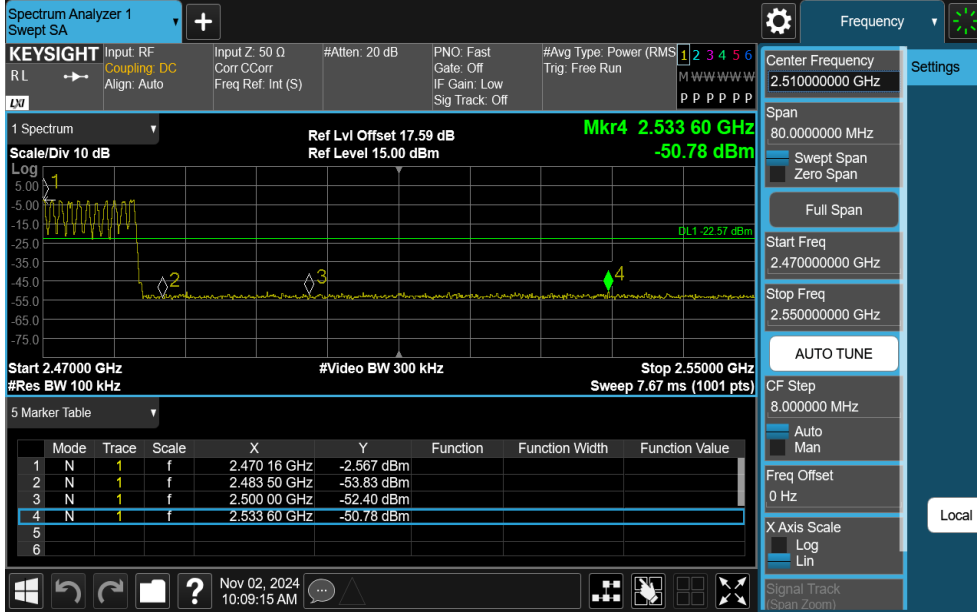 Spectrum Analyzer 1
Swept SA
+
Frequency
KEYSIGHT
R L
LXI
Input: RF
Coupling: DC
Align: Auto
Input Z: 50 Ω
Corr CCorr
Freq Ref: Int (S)
#Atten: 20 dB
PNO: Fast
Gate: Off
IF Gain: Low
Sig Track: Off
#Avg Type: Power (RMS
Trig: Free Run
1 2 3 4 5 6
M W W W W W
P P P P P P
Center Frequency
2.510000000 GHz
Settings
Span
80.0000000 MHz
Swept Span
Zero Span
Full Span
Start Freq
2.470000000 GHz
Stop Freq
2.550000000 GHz
AUTO TUNE
CF Step
8.000000 MHz
Auto
Man
Freq Offset
0 Hz
X Axis Scale
Log
Lin
Signal Track
(Span Zoom)
Local
1 Spectrum
Scale/Div 10 dB
Ref Lvl Offset 17.59 dB
Ref Level 15.00 dBm
Mkr4 2.533 60 GHz
-50.78 dBm
Log
5.00
-5.00
-15.0
-25.0
-35.0
-45.0
-55.0
-65.0
-75.0
1
2
3
4
DL1 -22.57 dBm
Start 2.47000 GHz
#Video BW 300 kHz
Stop 2.55000 GHz
#Res BW 100 kHz
Sweep 7.67 ms (1001 pts)
5 Marker Table
Mode Trace Scale X Y Function Function Width Function Value
1 N 1 f 2.470 16 GHz -2.567 dBm
2 N 1 f 2.483 50 GHz -53.83 dBm
3 N 1 f 2.500 00 GHz -52.40 dBm
4 N 1 f 2.533 60 GHz -50.78 dBm
5
6
?
Nov 02, 2024
10:09:15 AM